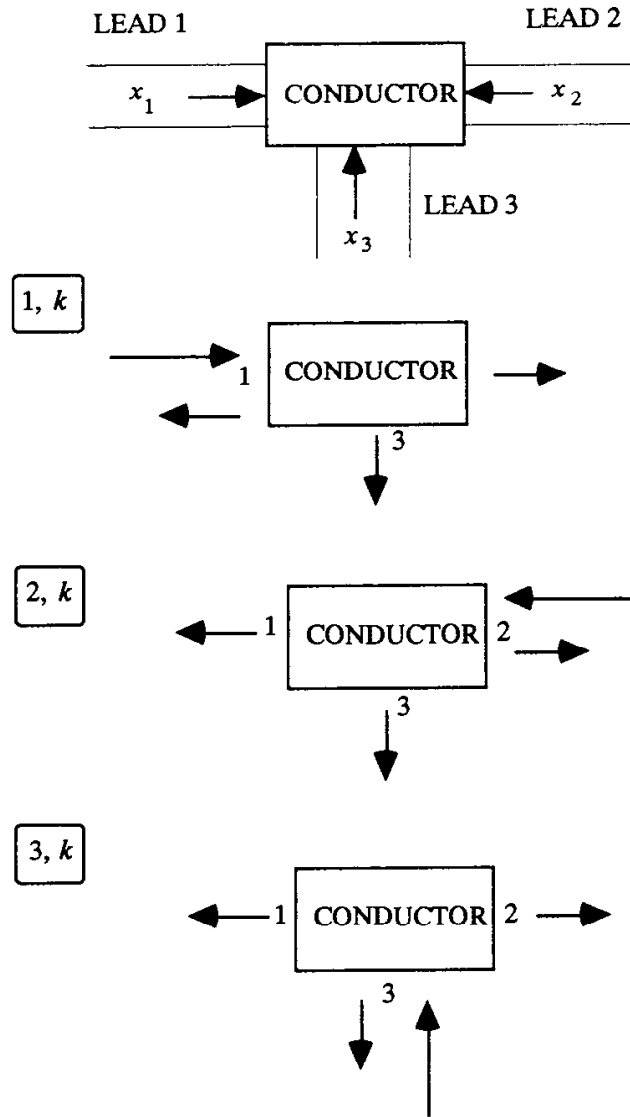 LEAD 1
LEAD 2
x1
CONDUCTOR
x2
LEAD 3
x3
1, k
1
CONDUCTOR
3
2, k
1
CONDUCTOR
2
3
3, k
1
CONDUCTOR
2
3